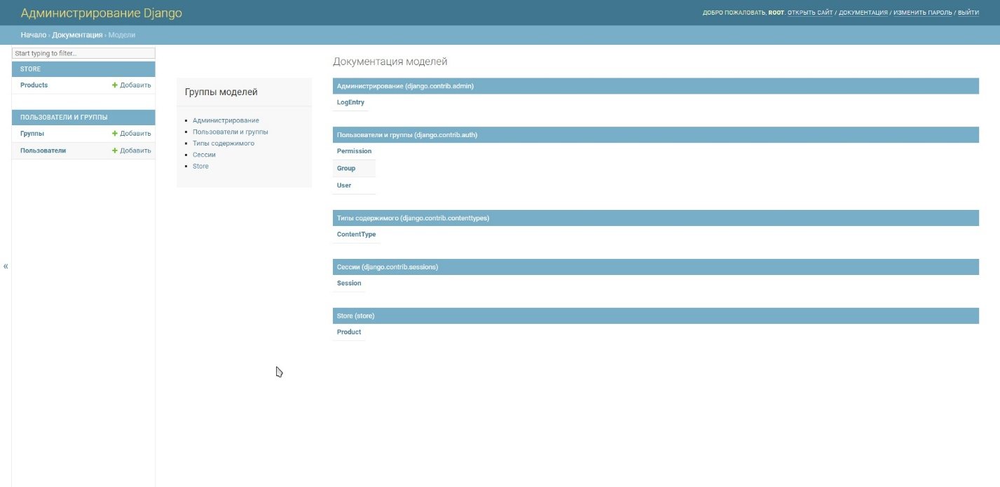 Администрирование Django
ДОБРО ПОЖАЛОВАТЬ, ROOT. ОТКРЫТЬ САЙТ / ДОКУМЕНТАЦИЯ / ИЗМЕНИТЬ ПАРОЛЬ / ВЫЙТИ
Начало › Документация › Модели
Start typing to filter...
STORE
Products + Добавить
ПОЛЬЗОВАТЕЛИ И ГРУППЫ
Группы + Добавить
Пользователи + Добавить
«
Группы моделей
Администрирование
Пользователи и группы
Типы содержимого
Сессии
Store
Документация моделей
Администрирование (django.contrib.admin)
LogEntry
Пользователи и группы (django.contrib.auth)
Permission
Group
User
Типы содержимого (django.contrib.contenttypes)
ContentType
Сессии (django.contrib.sessions)
Session
Store (store)
Product